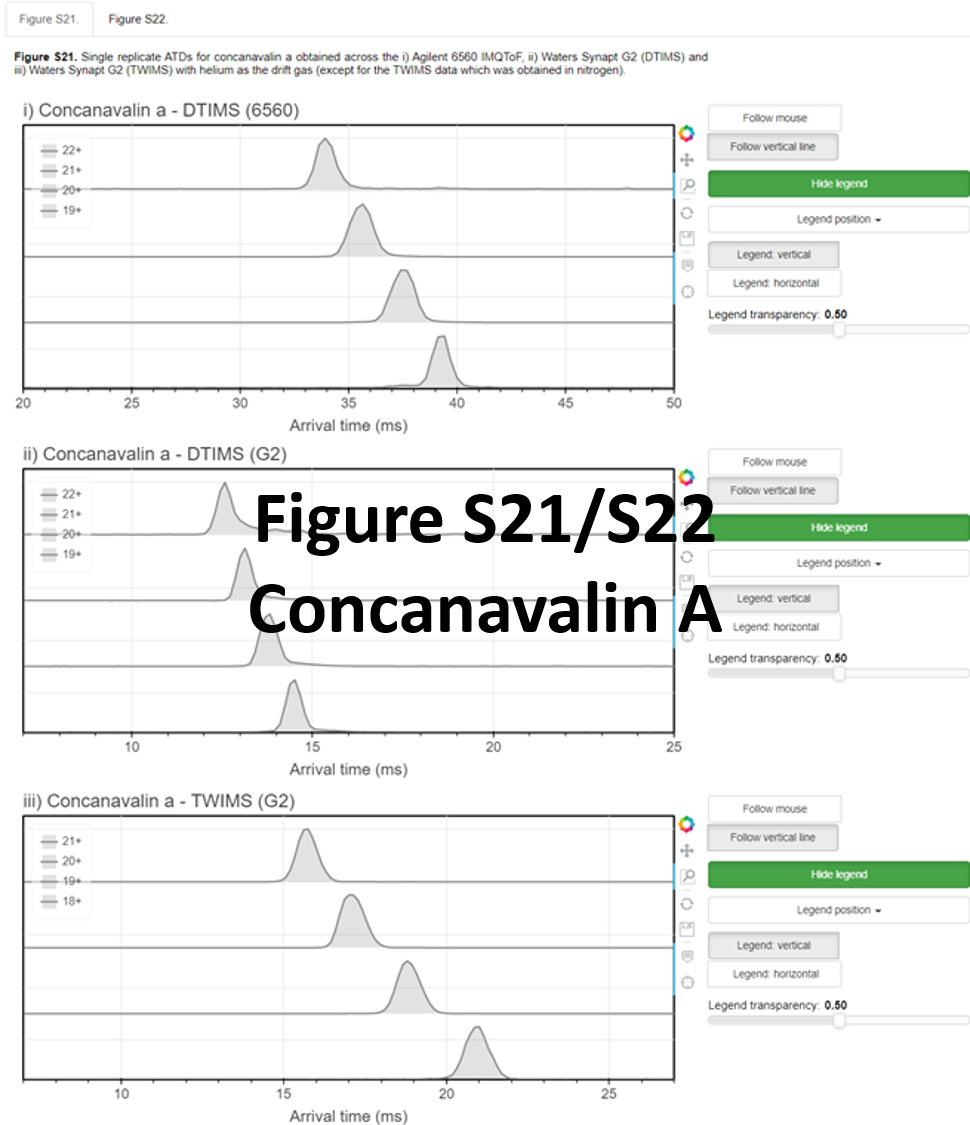 Figure S21.
Figure S22.
Figure S21. Single replicate ATDs for concanavalin a obtained across the i) Agilent 6560 IMQToF, ii) Waters Synapt G2 (DTIMS) and
iii) Waters Synapt G2 (TWIMS) with helium as the drift gas (except for the TWIMS data which was obtained in nitrogen).
i) Concanavalin a - DTIMS (6560)
22+
21+
20+
19+
20 25 30 35 40 45 50
Arrival time (ms)
Follow mouse
Follow vertical line
Hide legend
Legend position
Legend: vertical
Legend: horizontal
Legend transparency: 0.50
ii) Concanavalin a - DTIMS (G2)
22+
21+
20+
19+
10 15 20 25
Arrival time (ms)
Follow mouse
Follow vertical line
Hide legend
Legend position
Legend: vertical
Legend: horizontal
Legend transparency: 0.50
Figure S21/S22
Concanavalin A
iii) Concanavalin a - TWIMS (G2)
21+
20+
19+
18+
10 15 20 25
Arrival time (ms)
Follow mouse
Follow vertical line
Hide legend
Legend position
Legend: vertical
Legend: horizontal
Legend transparency: 0.50